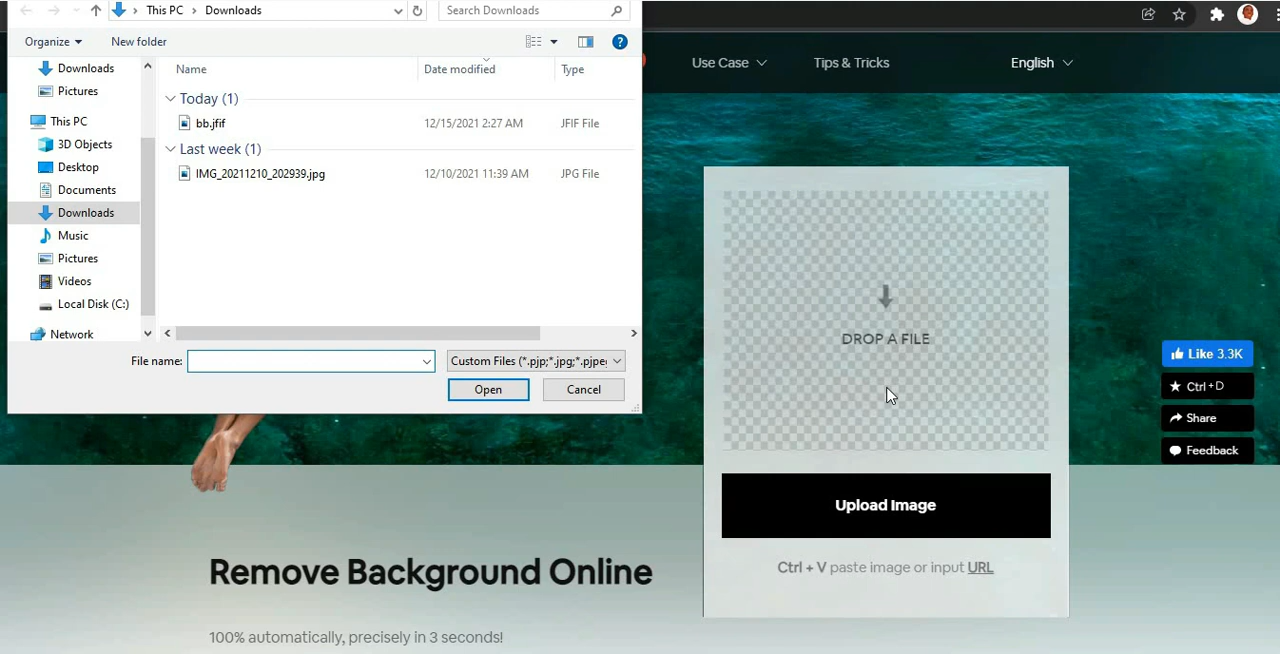 This PC > Downloads
Search Downloads
Organize
New folder
Downloads
Pictures
This PC
3D Objects
Desktop
Documents
Downloads
Music
Pictures
Videos
Local Disk (C:)
Network
Name Date modified Type
Today (1)
bb.jfif 12/15/2021 2:27 AM JFIF File
Last week (1)
IMG_20211210_202939.jpg 12/10/2021 11:39 AM JPG File
File name:
Custom Files (*.pjp;*.jpg;*.pjpe
Open
Cancel
Use Case
Tips & Tricks
English
DROP A FILE
Upload Image
Ctrl + V paste image or input URL
Like 3.3K
Ctrl+D
Share
Feedback
Remove Background Online
100% automatically, precisely in 3 seconds!